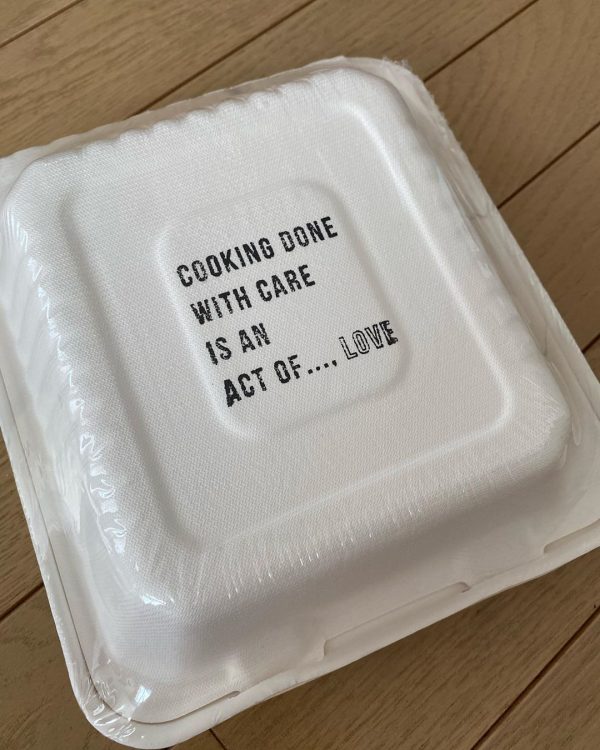 COOKING DONE
WITH CARE
IS AN
ACT OF...., LOVE